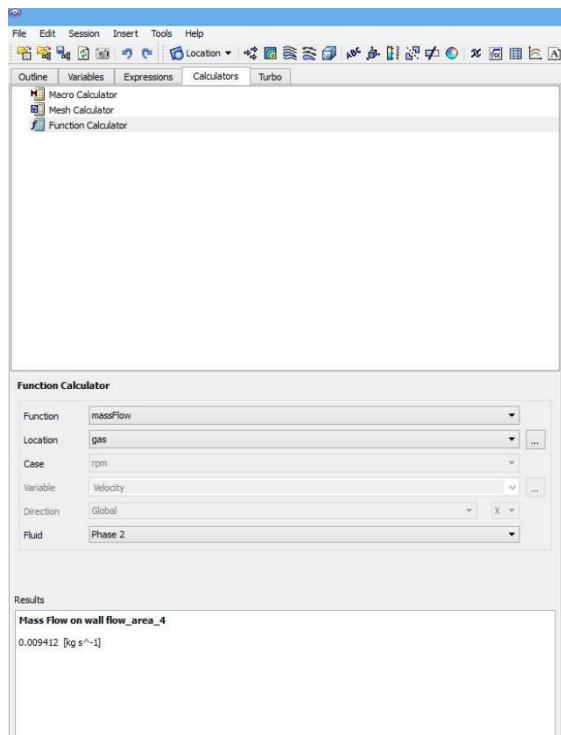 File Edit Session Insert Tools Help
Location
ABC
Outline Variables Expressions Calculators Turbo
Macro Calculator
Mesh Calculator
Function Calculator
Function Calculator
Function massFlow
Location gas ...
Case rpm
Variable Velocity ...
Direction Global X
Fluid Phase 2
Results
Mass Flow on wall flow_area_4
0.009412 [kg s^-1]